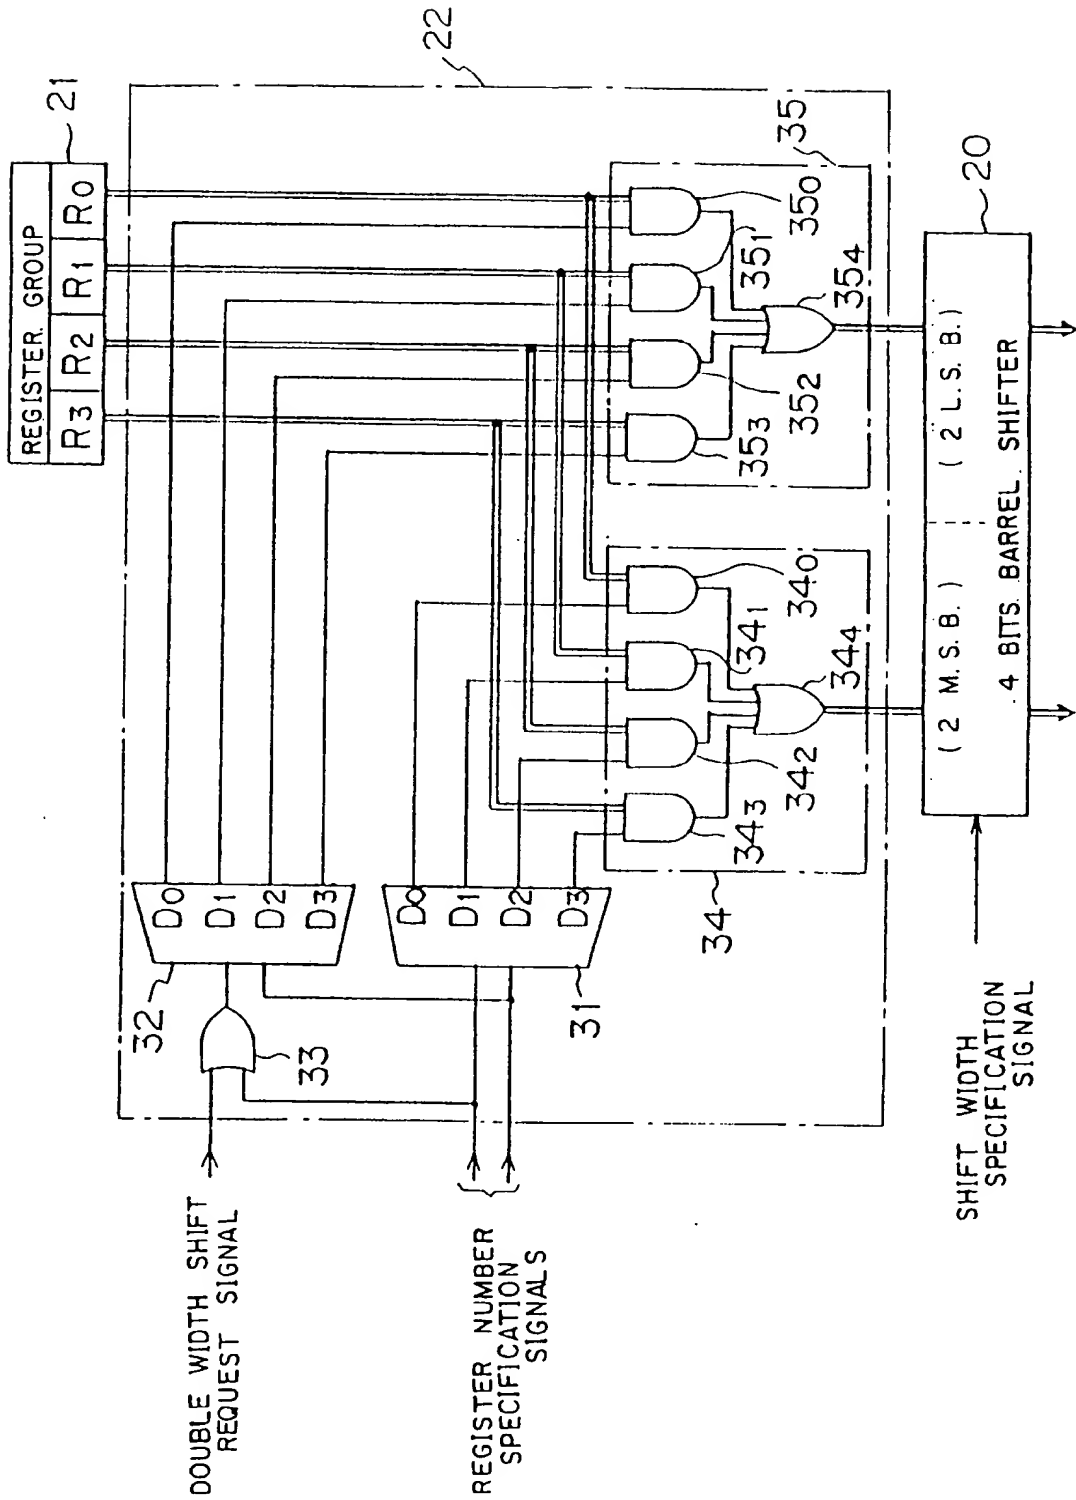 REGISTER GROUP
R3 R2 R1 R0
21
22
DOUBLE WIDTH SHIFT
REQUEST SIGNAL
REGISTER NUMBER
SPECIFICATION
SIGNALS
33
32
D0
D1
D2
D3
31
D0
D1
D2
D3
34
343
342
341
340
344
35
353
352
351
350
354
SHIFT WIDTH
SPECIFICATION
SIGNAL
(2 M.S.B.)
(2 L.S.B.)
4 BITS BARREL SHIFTER
20